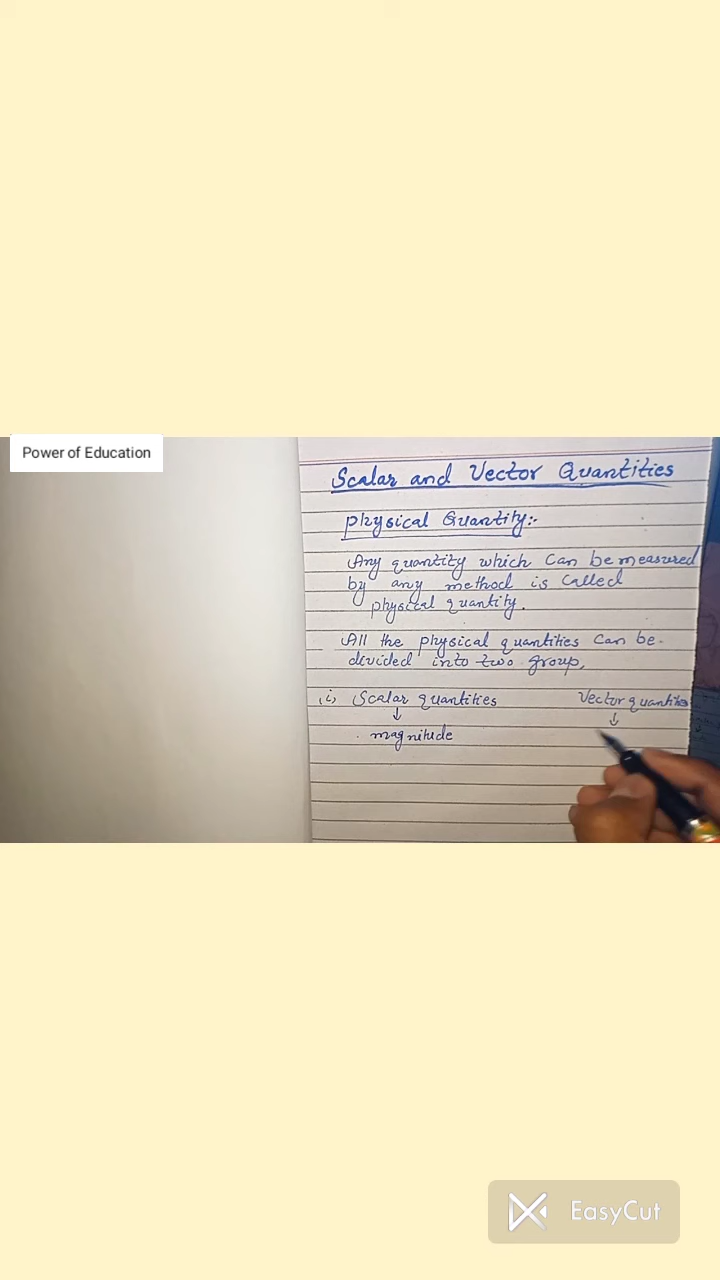 Power of Education
Scalar and Vector Quantities
Physical Quantity:-
Any quantity which can be measured
by any method is called
physical quantity.
All the physical quantities can be
divided into two group,
(i) Scalar quantities Vector quantities
↓ ↓
magnitude
EasyCut